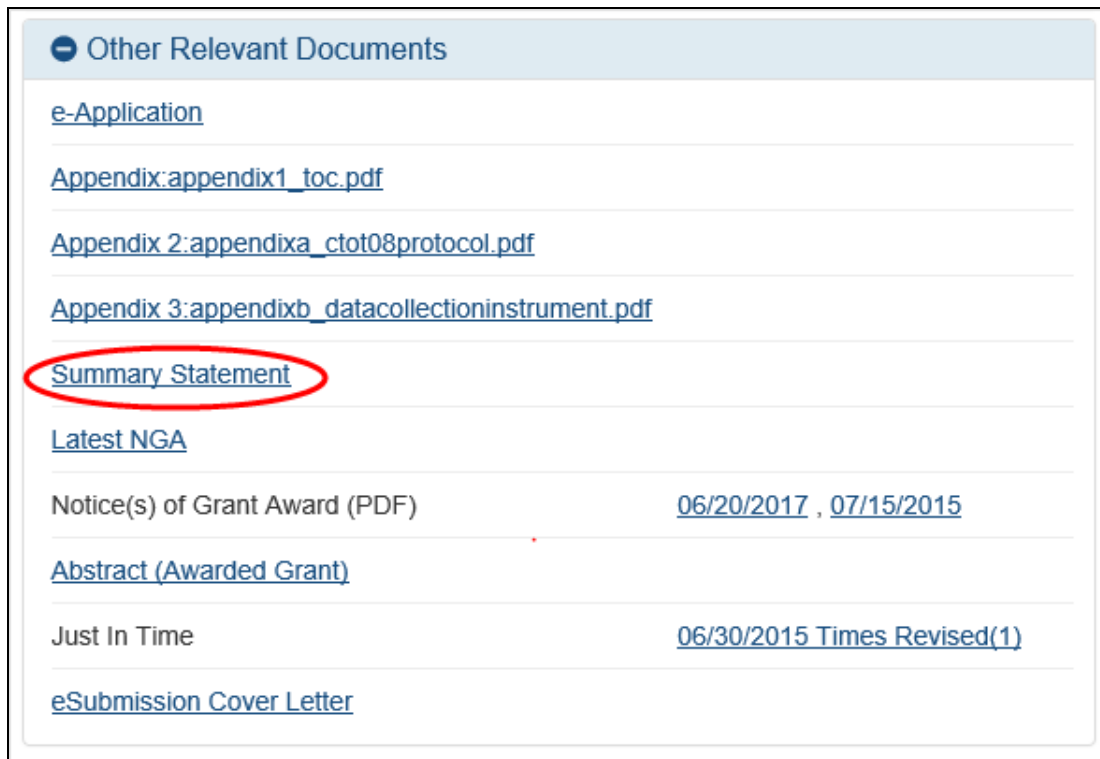 Other Relevant Documents
e-Application
Appendix:appendix1_toc.pdf
Appendix 2:appendixa_ctot08protocol.pdf
Appendix 3:appendixb_datacollectioninstrument.pdf
Summary Statement
Latest NGA
Notice(s) of Grant Award (PDF) 06/20/2017 , 07/15/2015
Abstract (Awarded Grant)
Just In Time 06/30/2015 Times Revised(1)
eSubmission Cover Letter